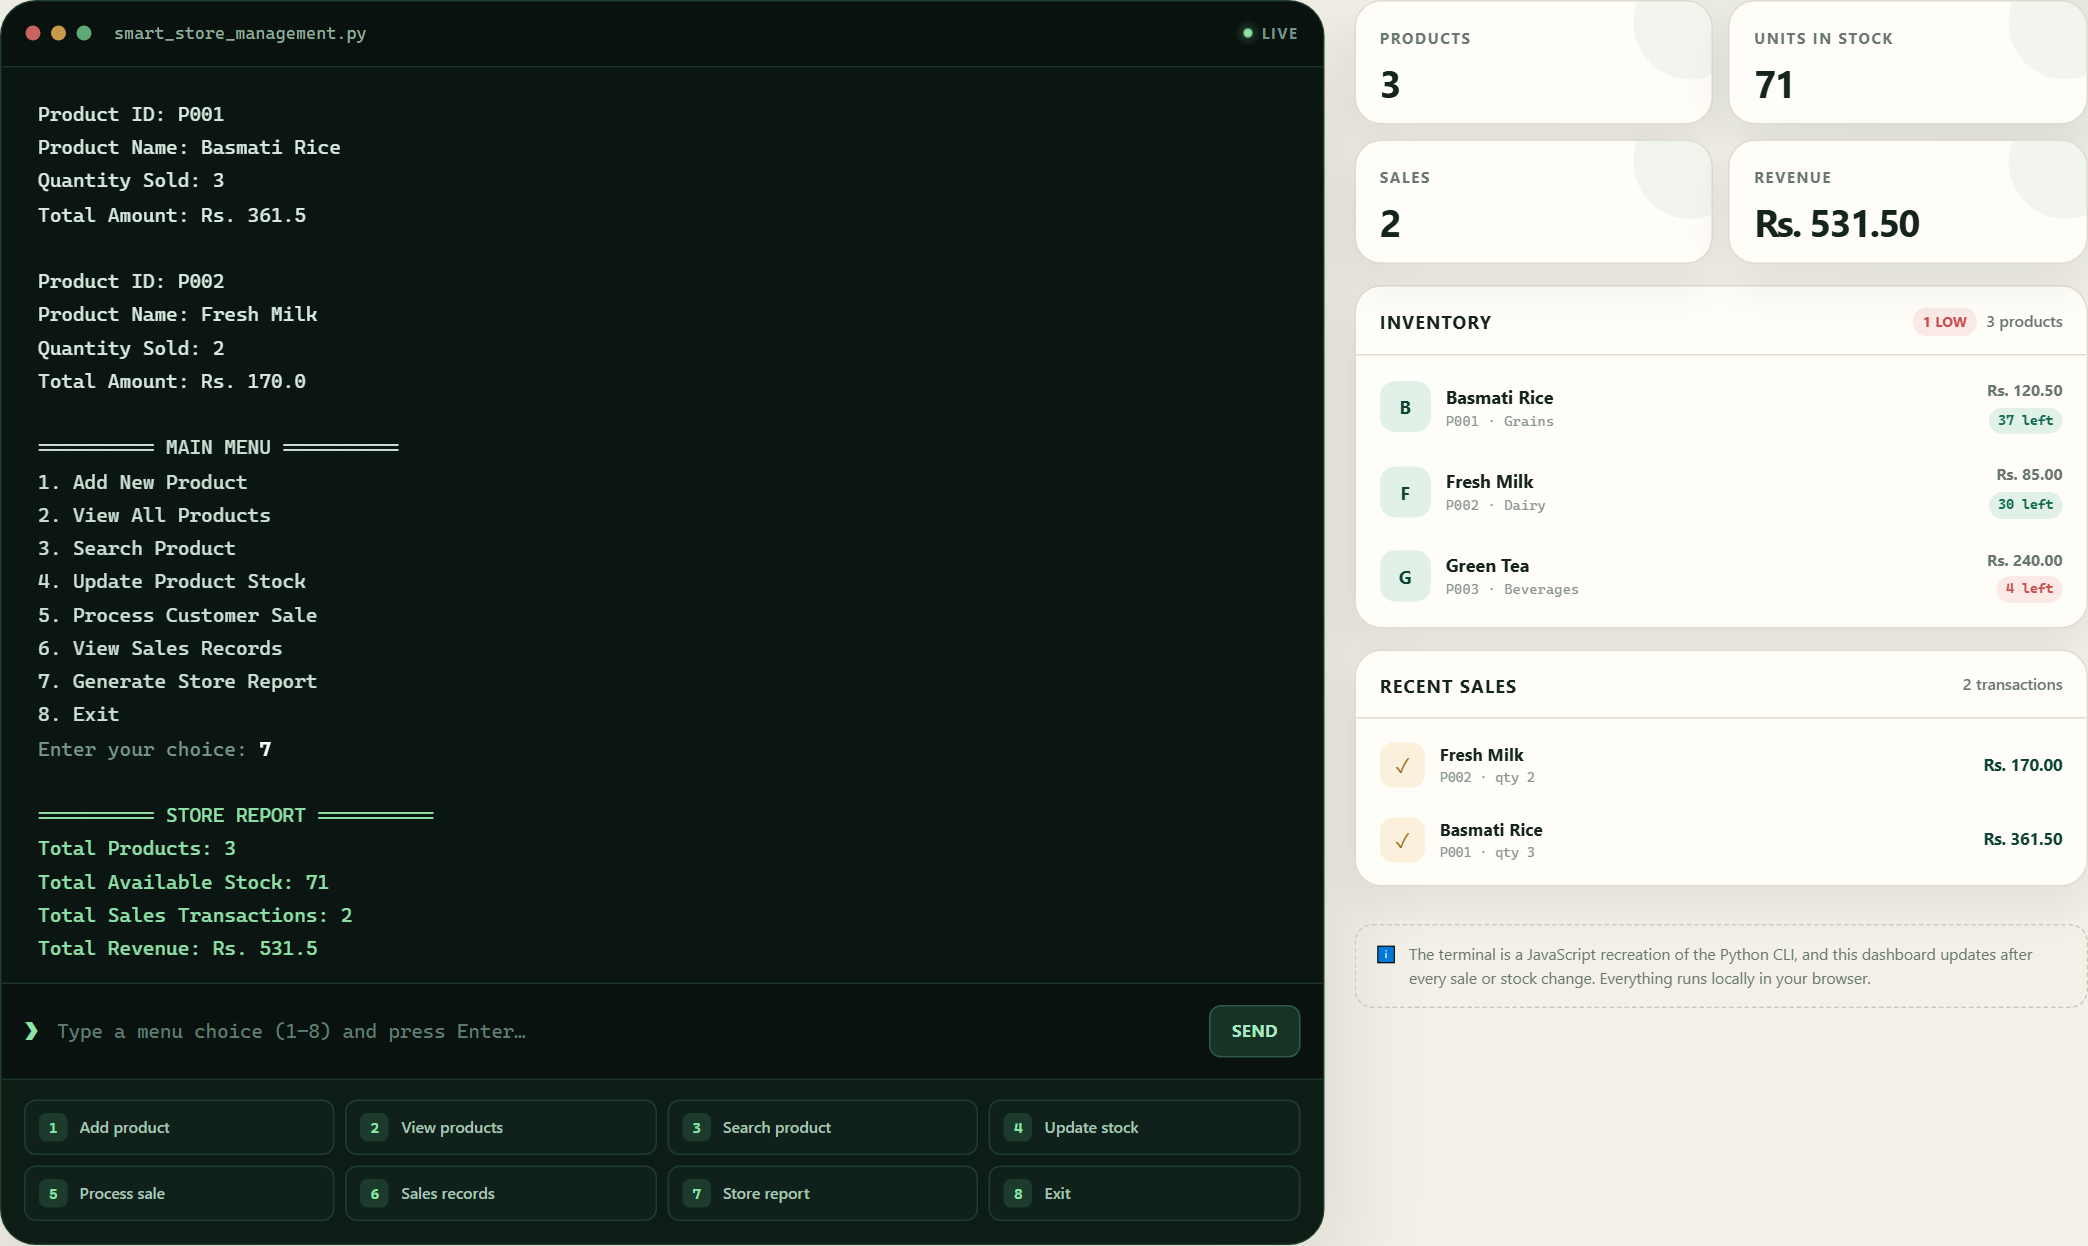 smart_store_management.py
LIVE
Product ID: P001
Product Name: Basmati Rice
Quantity Sold: 3
Total Amount: Rs. 361.5
Product ID: P002
Product Name: Fresh Milk
Quantity Sold: 2
Total Amount: Rs. 170.0
══════════ MAIN MENU ══════════
1. Add New Product
2. View All Products
3. Search Product
4. Update Product Stock
5. Process Customer Sale
6. View Sales Records
7. Generate Store Report
8. Exit
Enter your choice: 7
══════════ STORE REPORT ══════════
Total Products: 3
Total Available Stock: 71
Total Sales Transactions: 2
Total Revenue: Rs. 531.5
❯ Type a menu choice (1–8) and press Enter…
SEND
1 Add product
2 View products
3 Search product
4 Update stock
5 Process sale
6 Sales records
7 Store report
8 Exit
PRODUCTS
3
UNITS IN STOCK
71
SALES
2
REVENUE
Rs. 531.50
INVENTORY
1 LOW
3 products
B
Basmati Rice
P001 · Grains
Rs. 120.50
37 left
F
Fresh Milk
P002 · Dairy
Rs. 85.00
30 left
G
Green Tea
P003 · Beverages
Rs. 240.00
4 left
RECENT SALES
2 transactions
✓
Fresh Milk
P002 · qty 2
Rs. 170.00
✓
Basmati Rice
P001 · qty 3
Rs. 361.50
ℹ The terminal is a JavaScript recreation of the Python CLI, and this dashboard updates after
every sale or stock change. Everything runs locally in your browser.